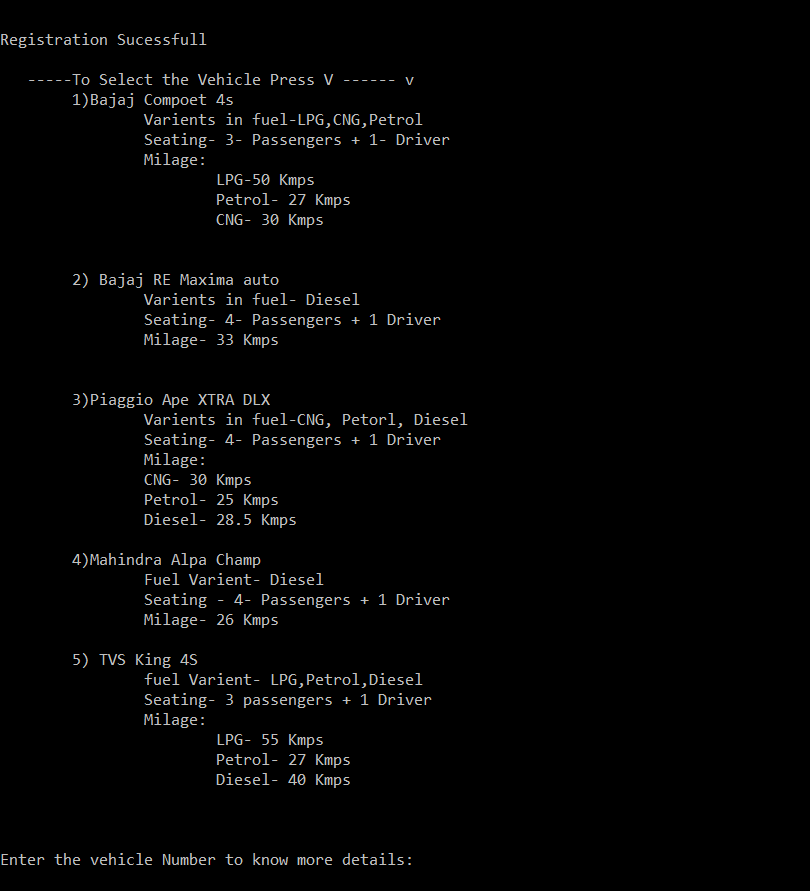 Registration Sucessfull
-----To Select the Vehicle Press V ------ v
1)Bajaj Compoet 4s
Varients in fuel-LPG,CNG,Petrol
Seating- 3- Passengers + 1- Driver
Milage:
LPG-50 Kmps
Petrol- 27 Kmps
CNG- 30 Kmps
2) Bajaj RE Maxima auto
Varients in fuel- Diesel
Seating- 4- Passengers + 1 Driver
Milage- 33 Kmps
3)Piaggio Ape XTRA DLX
Varients in fuel-CNG, Petorl, Diesel
Seating- 4- Passengers + 1 Driver
Milage:
CNG- 30 Kmps
Petrol- 25 Kmps
Diesel- 28.5 Kmps
4)Mahindra Alpa Champ
Fuel Varient- Diesel
Seating - 4- Passengers + 1 Driver
Milage- 26 Kmps
5) TVS King 4S
fuel Varient- LPG,Petrol,Diesel
Seating- 3 passengers + 1 Driver
Milage:
LPG- 55 Kmps
Petrol- 27 Kmps
Diesel- 40 Kmps
Enter the vehicle Number to know more details: